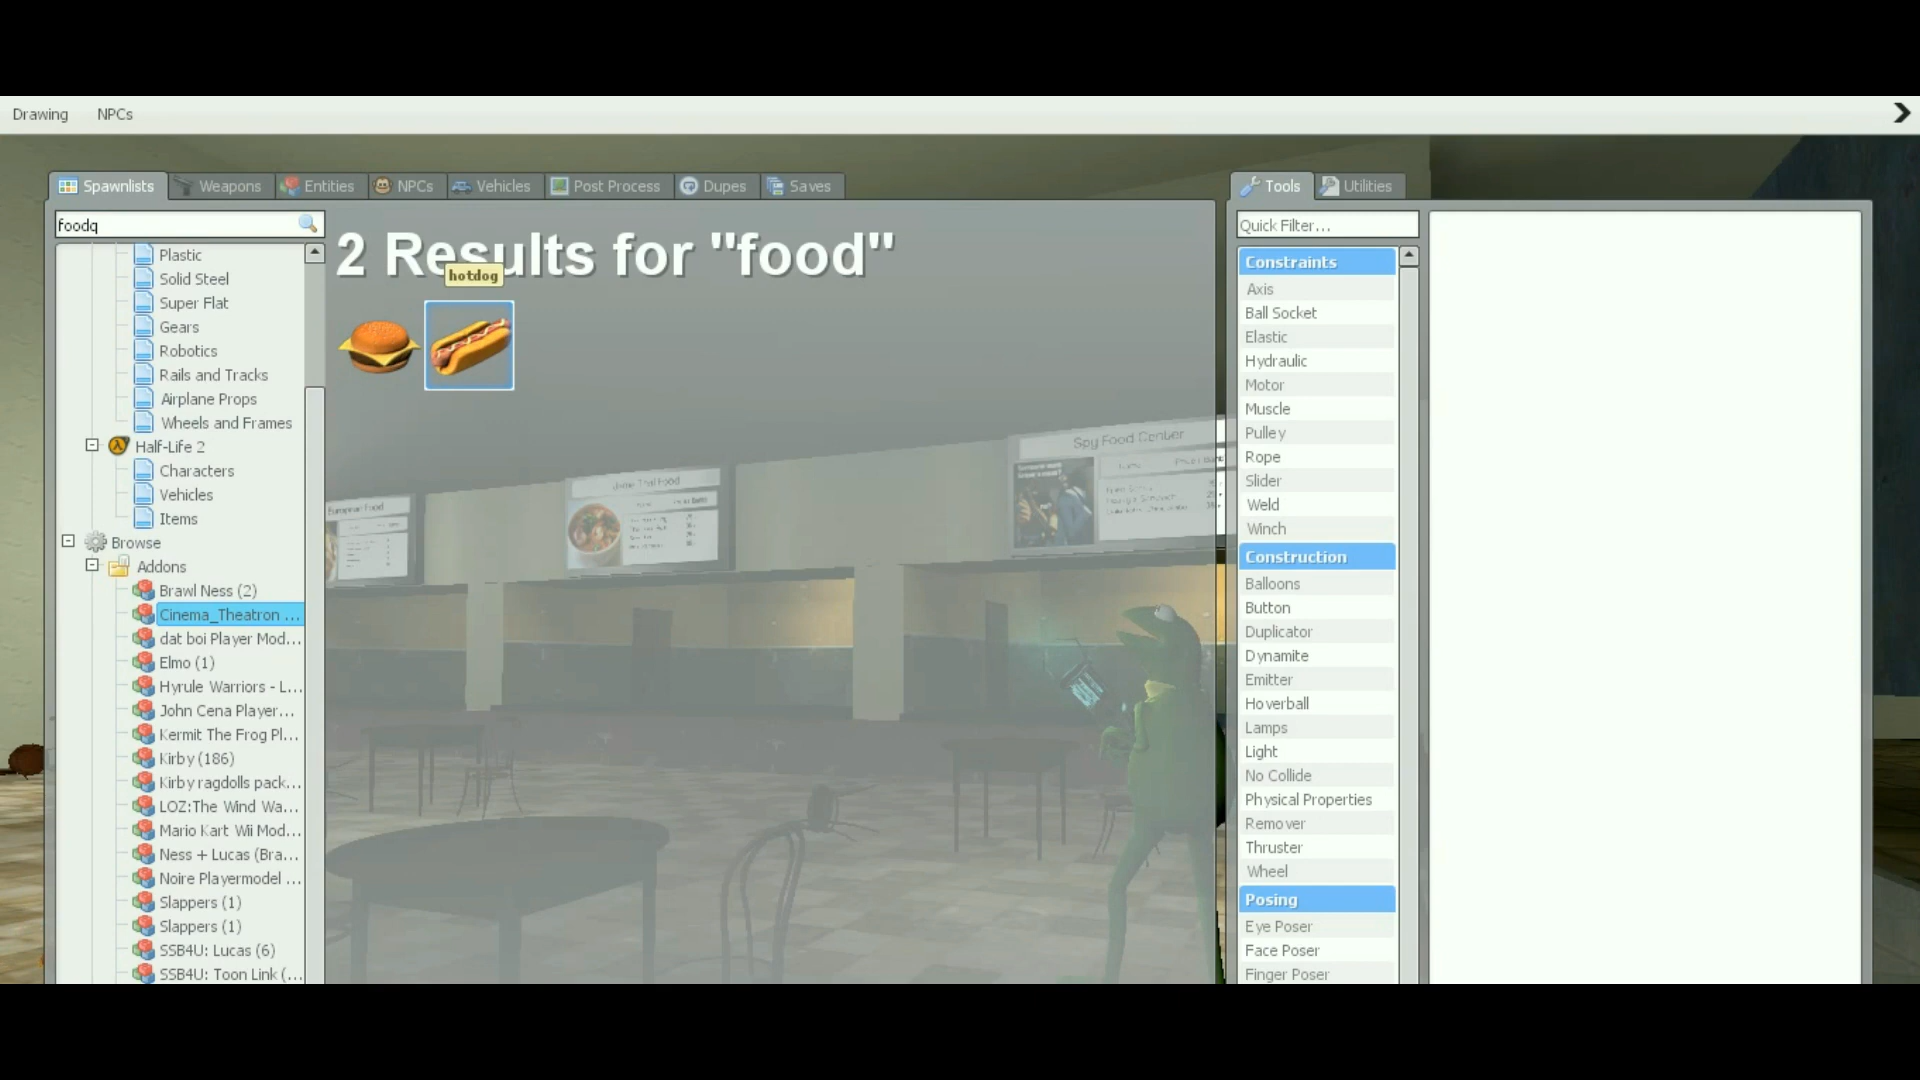 Drawing NPCs
Spawnlists Weapons Entities NPCs Vehicles Post Process Dupes Saves
foodq
Plastic
Solid Steel
Super Flat
Gears
Robotics
Rails and Tracks
Airplane Props
Wheels and Frames
Half-Life 2
Characters
Vehicles
Items
Browse
Addons
Brawl Ness (2)
Cinema_Theatron ...
dat boi Player Mod...
Elmo (1)
Hyrule Warriors - L...
John Cena Player...
Kermit The Frog Pl...
Kirby (186)
Kirby ragdolls pack...
LOZ:The Wind Wa...
Mario Kart Wii Mod...
Ness + Lucas (Bra...
Noire Playermodel ...
Slappers (1)
Slappers (1)
SSB4U: Lucas (6)
SSB4U: Toon Link (...
2 Results for "food"
hotdog
European Food
Thai Food
Spy Food Center
Tools Utilities
Quick Filter...
Constraints
Axis
Ball Socket
Elastic
Hydraulic
Motor
Muscle
Pulley
Rope
Slider
Weld
Winch
Construction
Balloons
Button
Duplicator
Dynamite
Emitter
Hoverball
Lamps
Light
No Collide
Physical Properties
Remover
Thruster
Wheel
Posing
Eye Poser
Face Poser
Finger Poser